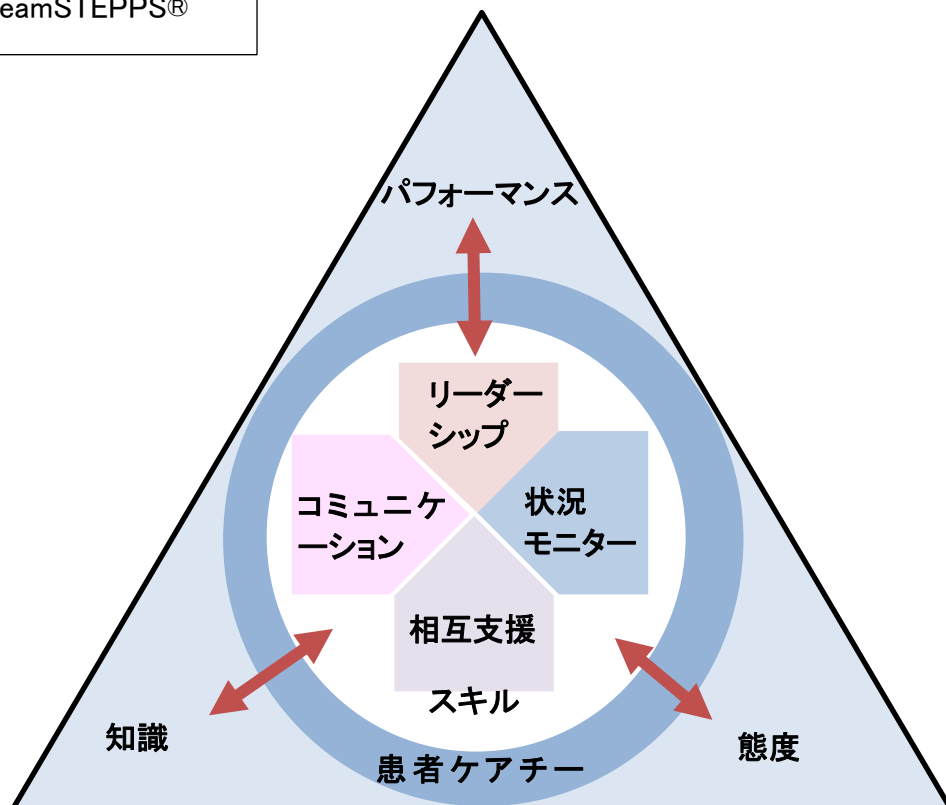 eamSTEPPS®
パフォーマンス
リーダー
シップ
コミュニケ
ーション
状況
モニター
相互支援
スキル
知識
態度
患者ケアチー